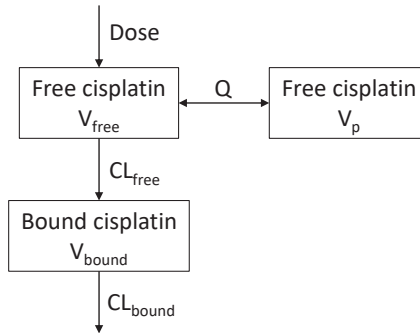 Dose
Free cisplatin
V_free
Q
Free cisplatin
V_p
CL_free
Bound cisplatin
V_bound
CL_bound